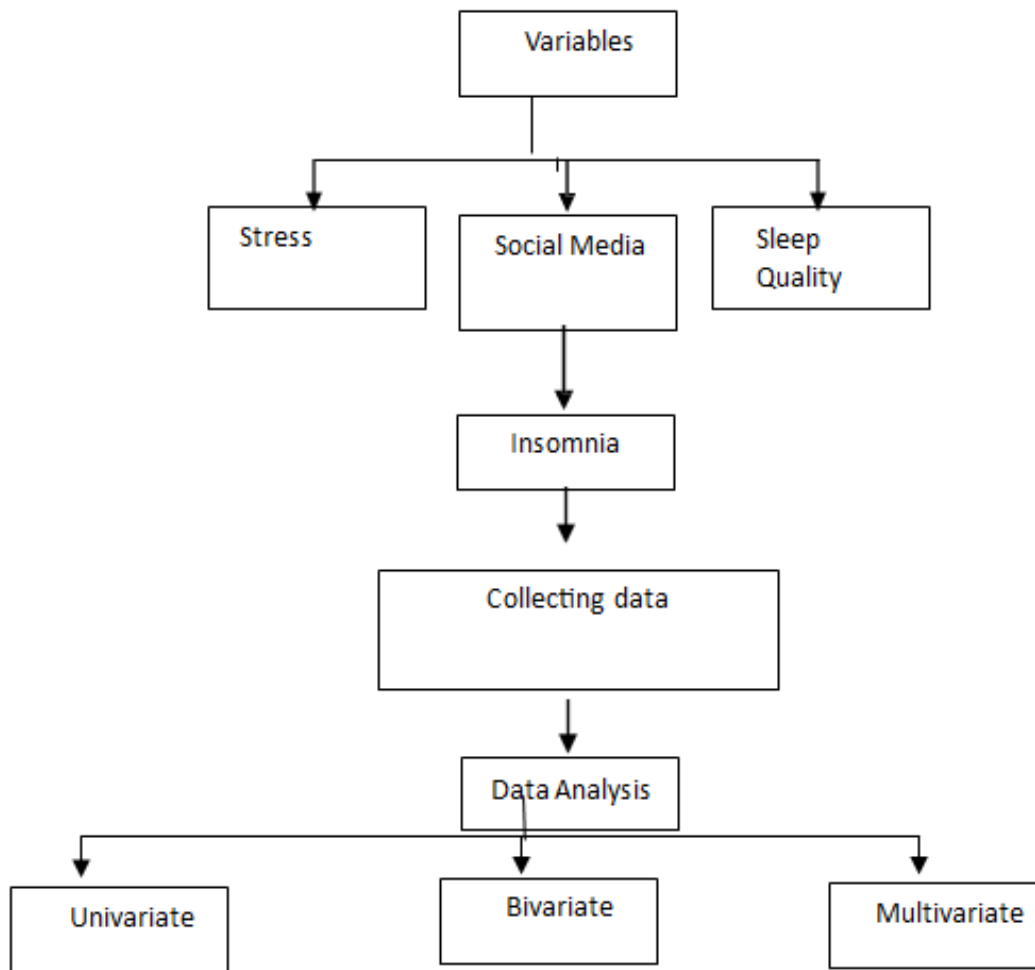 Variables
Stress
Social Media
Sleep
Quality
Insomnia
Collecting data
Data Analysis
Univariate
Bivariate
Multivariate